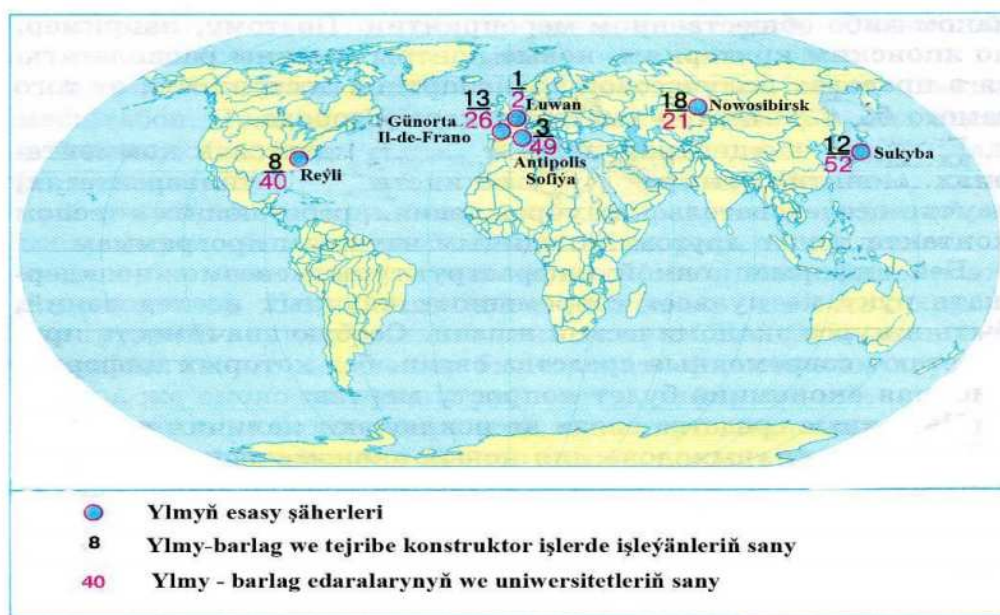 1
2
Luwan
13
26
Günorta
Il-de-Frano
3
49
Antipolis
Sofiýa
18
21
Nowosibirsk
12
52
Sukyba
8
40
Reýli
Ylmyň esasy şäherleri
8 Ylmy-barlag we tejribe konstruktor işlerde işleýänleriň sany
40 Ylmy - barlag edaralarynyň we uniwersitetleriň sany